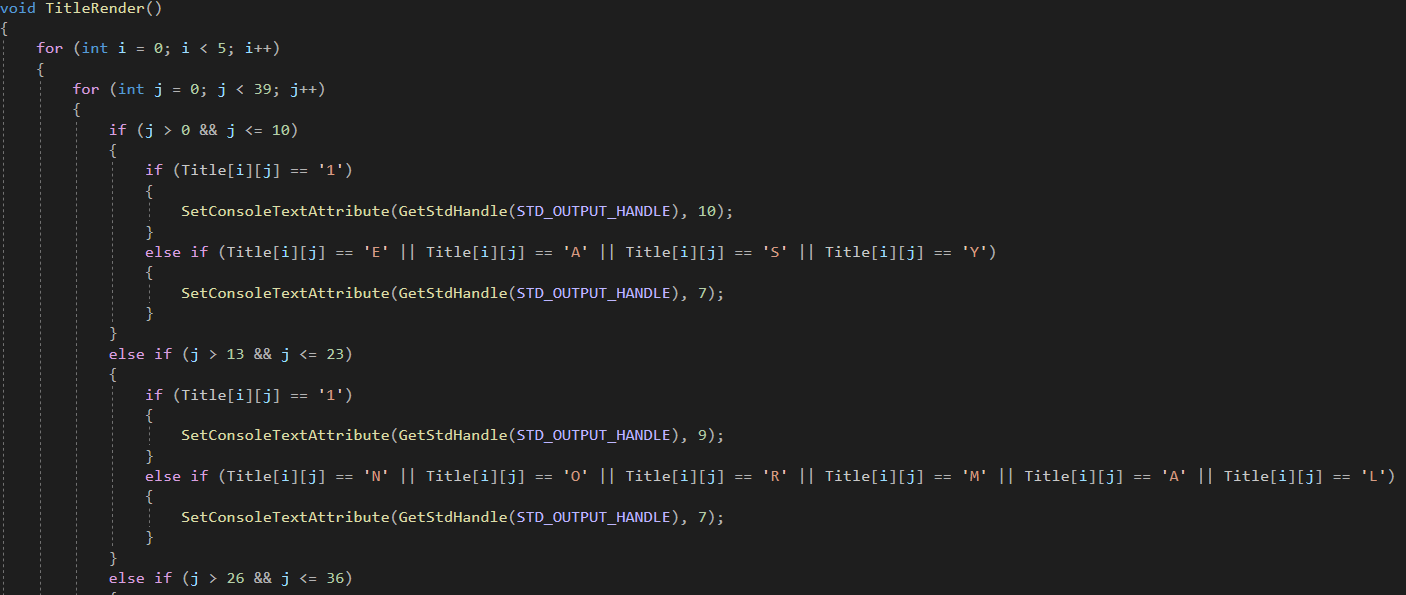 void TitleRender()
{
    for (int i = 0; i < 5; i++)
    {
        for (int j = 0; j < 39; j++)
        {
            if (j > 0 && j <= 10)
            {
                if (Title[i][j] == '1')
                {
                    SetConsoleTextAttribute(GetStdHandle(STD_OUTPUT_HANDLE), 10);
                }
                else if (Title[i][j] == 'E' || Title[i][j] == 'A' || Title[i][j] == 'S' || Title[i][j] == 'Y')
                {
                    SetConsoleTextAttribute(GetStdHandle(STD_OUTPUT_HANDLE), 7);
                }
            }
            else if (j > 13 && j <= 23)
            {
                if (Title[i][j] == '1')
                {
                    SetConsoleTextAttribute(GetStdHandle(STD_OUTPUT_HANDLE), 9);
                }
                else if (Title[i][j] == 'N' || Title[i][j] == 'O' || Title[i][j] == 'R' || Title[i][j] == 'M' || Title[i][j] == 'A' || Title[i][j] == 'L')
                {
                    SetConsoleTextAttribute(GetStdHandle(STD_OUTPUT_HANDLE), 7);
                }
            }
            else if (j > 26 && j <= 36)
            {